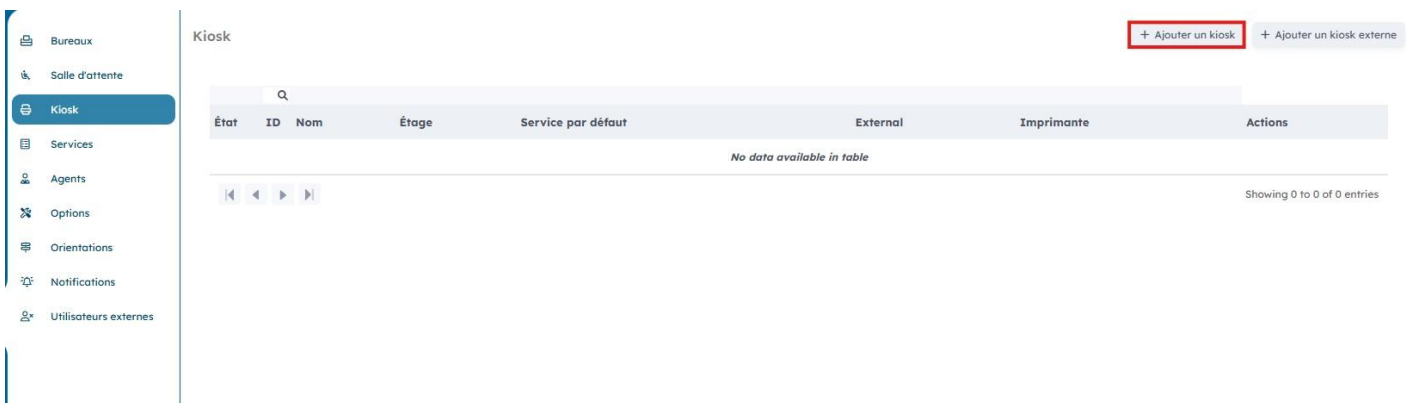 Bureaux
Salle d'attente
Kiosk
Services
Agents
Options
Orientations
Notifications
Utilisateurs externes
Kiosk
+ Ajouter un kiosk
+ Ajouter un kiosk externe
État ID Nom Étage Service par défaut External Imprimante Actions
No data available in table
Showing 0 to 0 of 0 entries